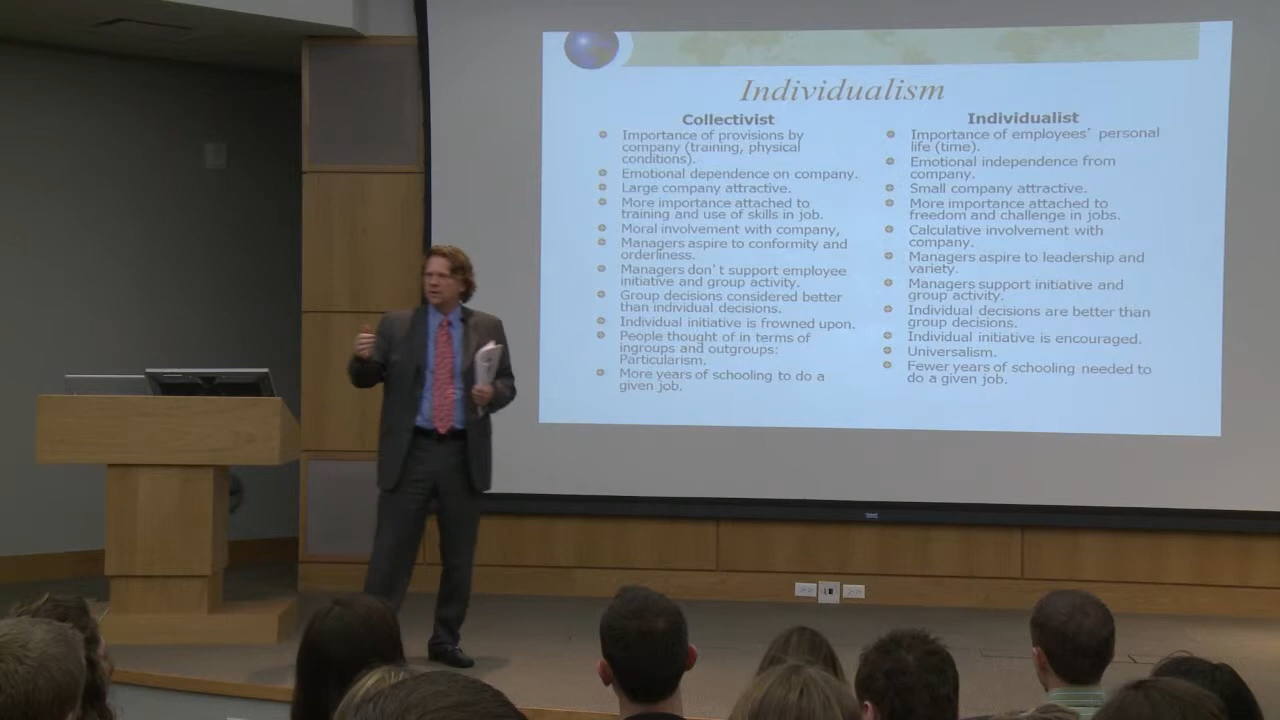 Individualism
Collectivist
Importance of provisions by
company (training, physical
conditions).
Emotional dependence on company.
Large company attractive.
More importance attached to
training and use of skills in job.
Moral involvement with company,
Managers aspire to conformity and
orderliness.
Managers don't support employee
initiative and group activity.
Group decisions considered better
than individual decisions.
Individual initiative is frowned upon.
People thought of in terms of
ingroups and outgroups:
Particularism.
More years of schooling to do a
given job.
Individualist
Importance of employees' personal
life (time).
Emotional independence from
company.
Small company attractive.
More importance attached to
freedom and challenge in jobs.
Calculative involvement with
company.
Managers aspire to leadership and
variety.
Managers support initiative and
group activity.
Individual decisions are better than
group decisions.
Individual initiative is encouraged.
Universalism.
Fewer years of schooling needed to
do a given job.